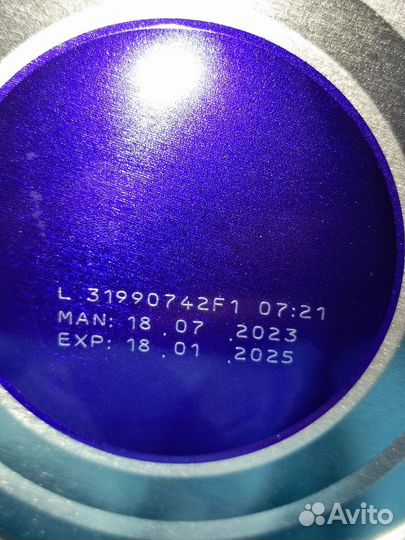 L 31990742F1 07:21
MAN: 18 . 07 .2023
EXP: 18 . 01 .2025
Avito